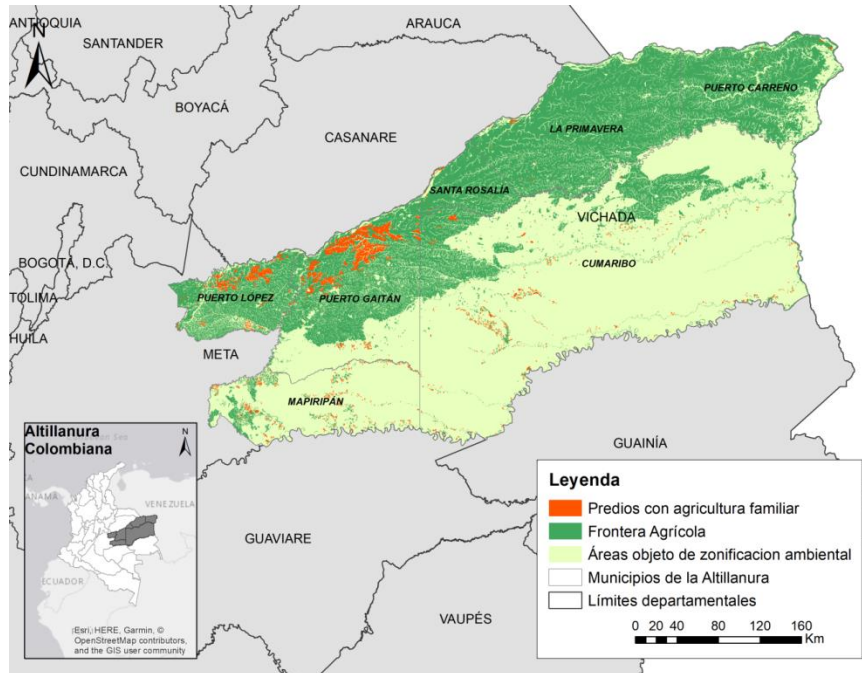 ANTIOQUIA
N
SANTANDER
ARAUCA
BOYACÁ
PUERTO CARREÑO
CASANARE
LA PRIMAVERA
CUNDINAMARCA
SANTA ROSALÍA
VICHADA
BOGOTÁ, D.C.
CUMARIBO
TOLIMA
PUERTO LÓPEZ
PUERTO GAITÁN
HUILA
META
MAPIRIPÁN
GUAINÍA
GUAVIARE
VAUPÉS
Altillanura
Colombiana
N
VENEZUELA
ECUADOR
Esri, HERE, Garmin, ©
OpenStreetMap contributors,
and the GIS user community
Leyenda
Predios con agricultura familiar
Frontera Agrícola
Áreas objeto de zonificacion ambiental
Municipios de la Altillanura
Límites departamentales
0 20 40 80 120 160
Km